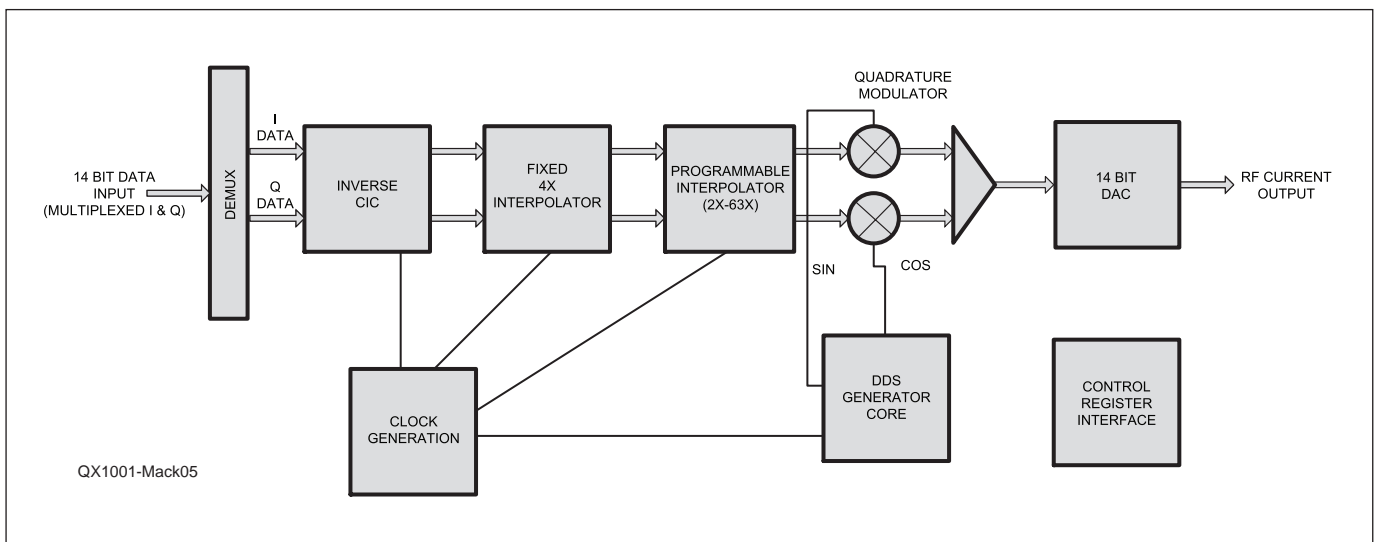 14 BIT DATA
INPUT
(MULTIPLEXED I & Q)
DEMUX
I
DATA
Q
DATA
INVERSE
CIC
FIXED
4X
INTERPOLATOR
PROGRAMMABLE
INTERPOLATOR
(2X-63X)
QUADRATURE
MODULATOR
SIN
COS
14 BIT
DAC
RF CURRENT
OUTPUT
CLOCK
GENERATION
DDS
GENERATOR
CORE
CONTROL
REGISTER
INTERFACE
QX1001-Mack05